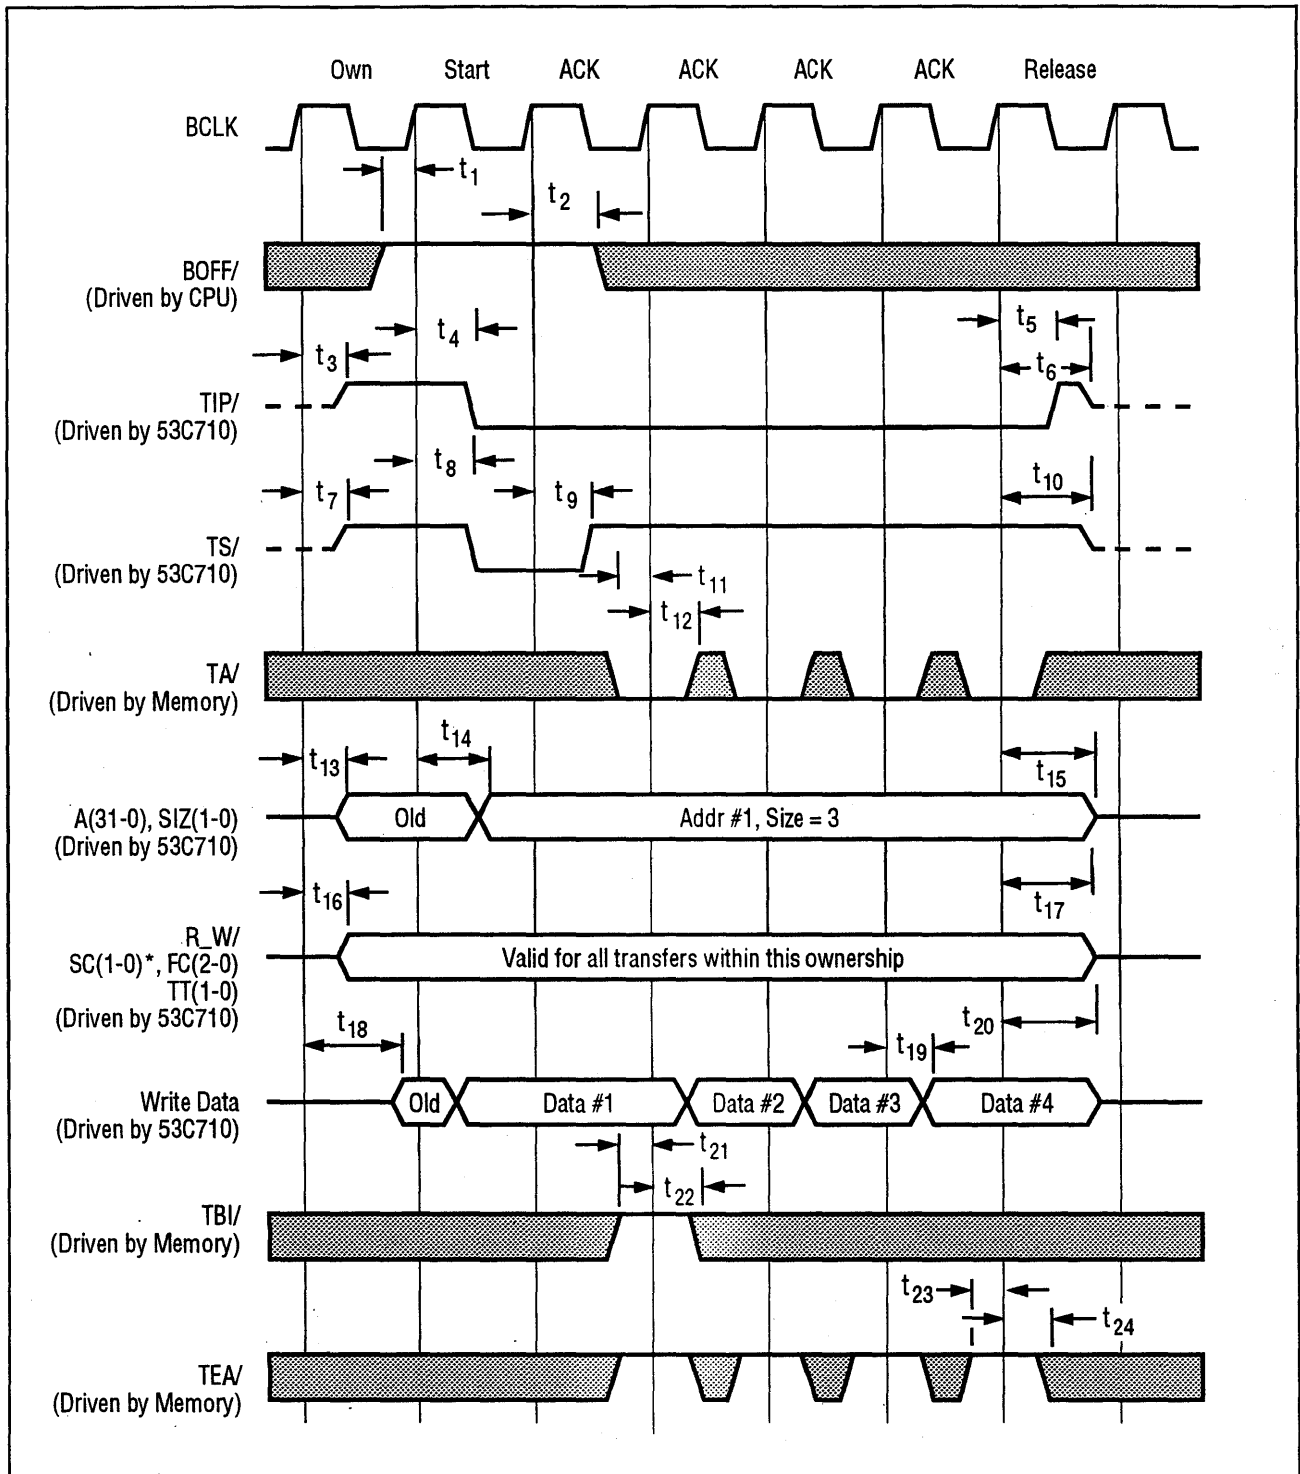 Own Start ACK ACK ACK ACK Release
BCLK
t1
t2
BOFF/
(Driven by CPU)
t4
t5
t3
t6
TIP/
(Driven by 53C710)
t8
t7
t9
t10
TS/
(Driven by 53C710)
t11
t12
TA/
(Driven by Memory)
t14
t13
t15
A(31-0), SIZ(1-0)
(Driven by 53C710)
Old
Addr #1, Size = 3
t16
t17
R_W/
SC(1-0)*, FC(2-0)
TT(1-0)
(Driven by 53C710)
Valid for all transfers within this ownership
t18
t20
t19
Write Data
(Driven by 53C710)
Old
Data #1
Data #2
Data #3
Data #4
t21
t22
TBI/
(Driven by Memory)
t23
t24
TEA/
(Driven by Memory)